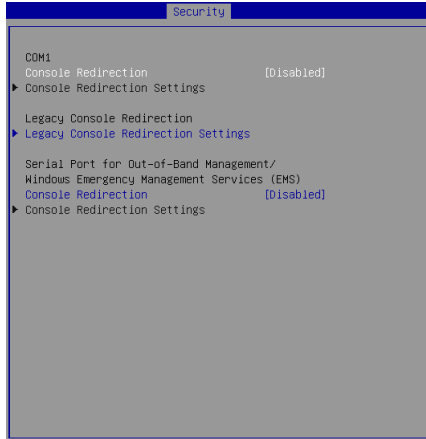 Security
COM1
Console Redirection [Disabled]
Console Redirection Settings
Legacy Console Redirection
Legacy Console Redirection Settings
Serial Port for Out-of-Band Management/
Windows Emergency Management Services (EMS)
Console Redirection [Disabled]
Console Redirection Settings